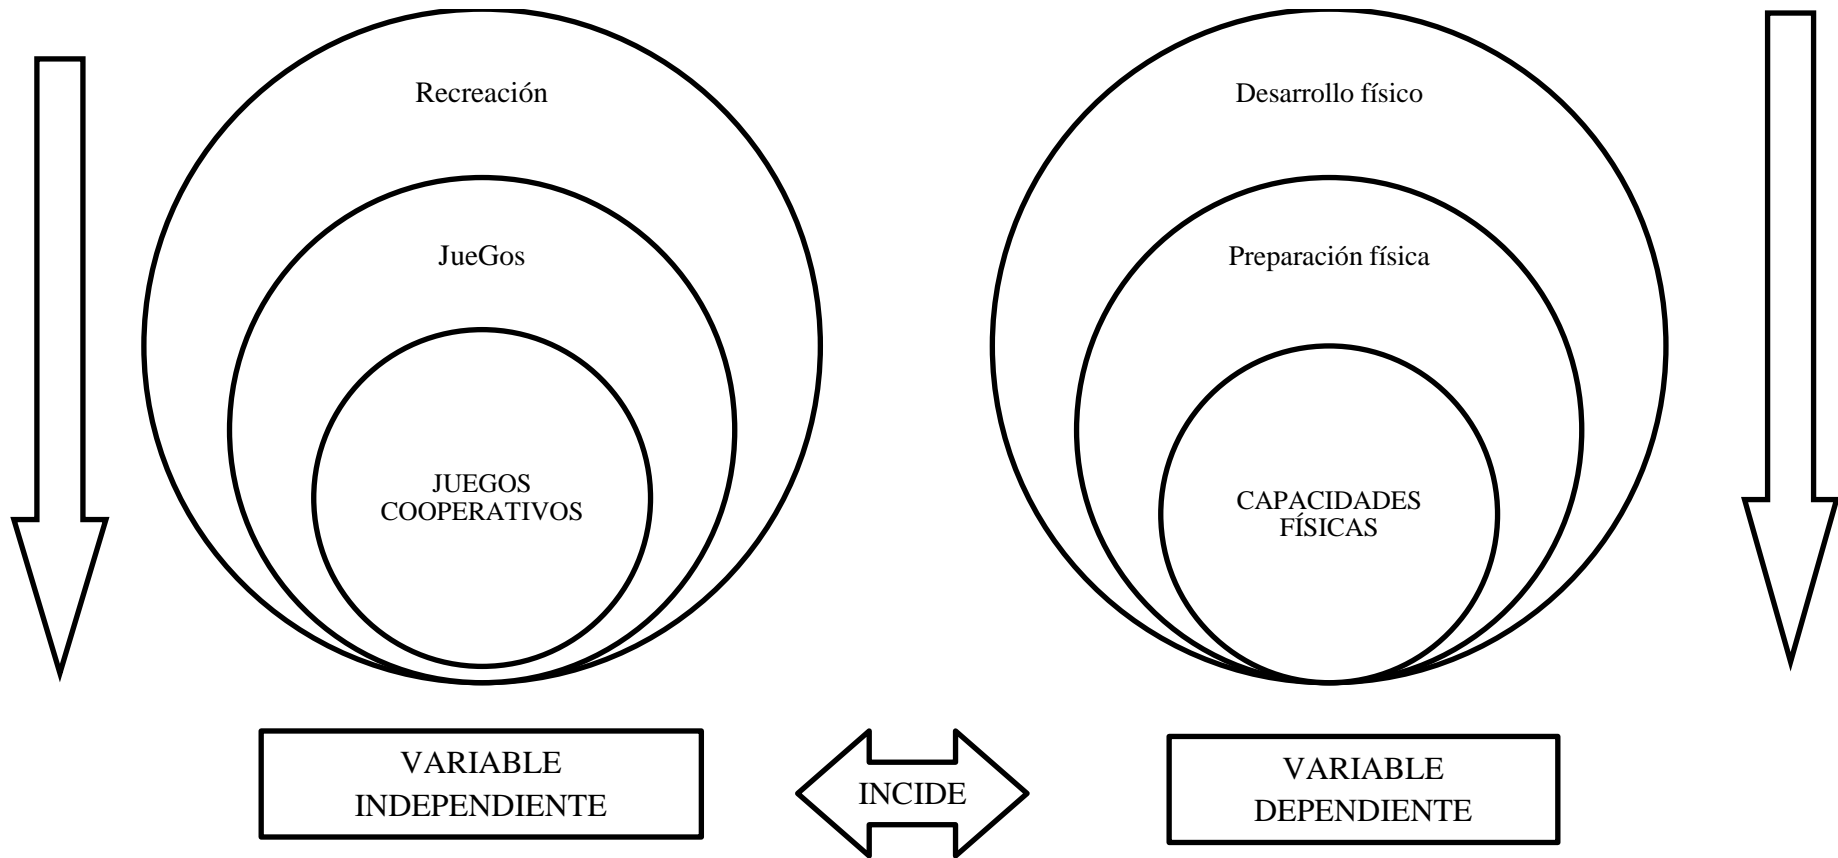 Recreación
JueGos
JUEGOS
COOPERATIVOS
Desarrollo físico
Preparación física
CAPACIDADES
FÍSICAS
VARIABLE
INDEPENDIENTE
INCIDE
VARIABLE
DEPENDIENTE